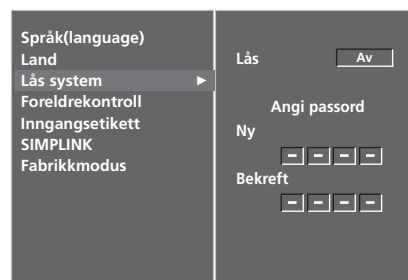 Språk(language)
Land
Lås system ►
Foreldrekontroll
Inngangsetikett
SIMPLINK
Fabrikkmodus
Lås Av
Angi passord
Ny
– – – –
Bekreft
– – – –